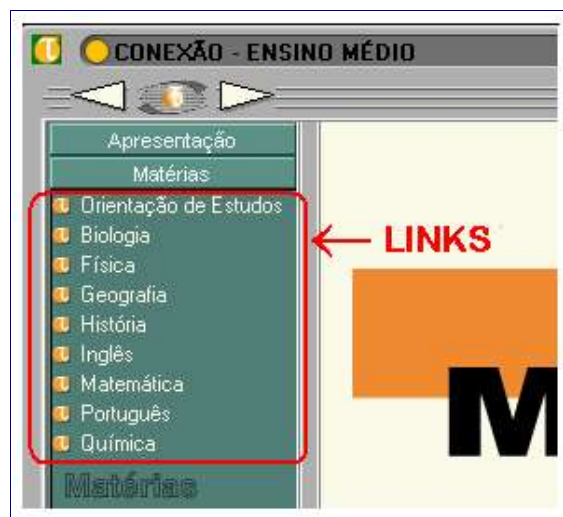 CONEXÃO - ENSINO MÉDIO
Apresentação
Matérias
Orientação de Estudos
Biologia
Física
Geografia
História
Inglês
Matemática
Português
Química
Matérias
LINKS
M